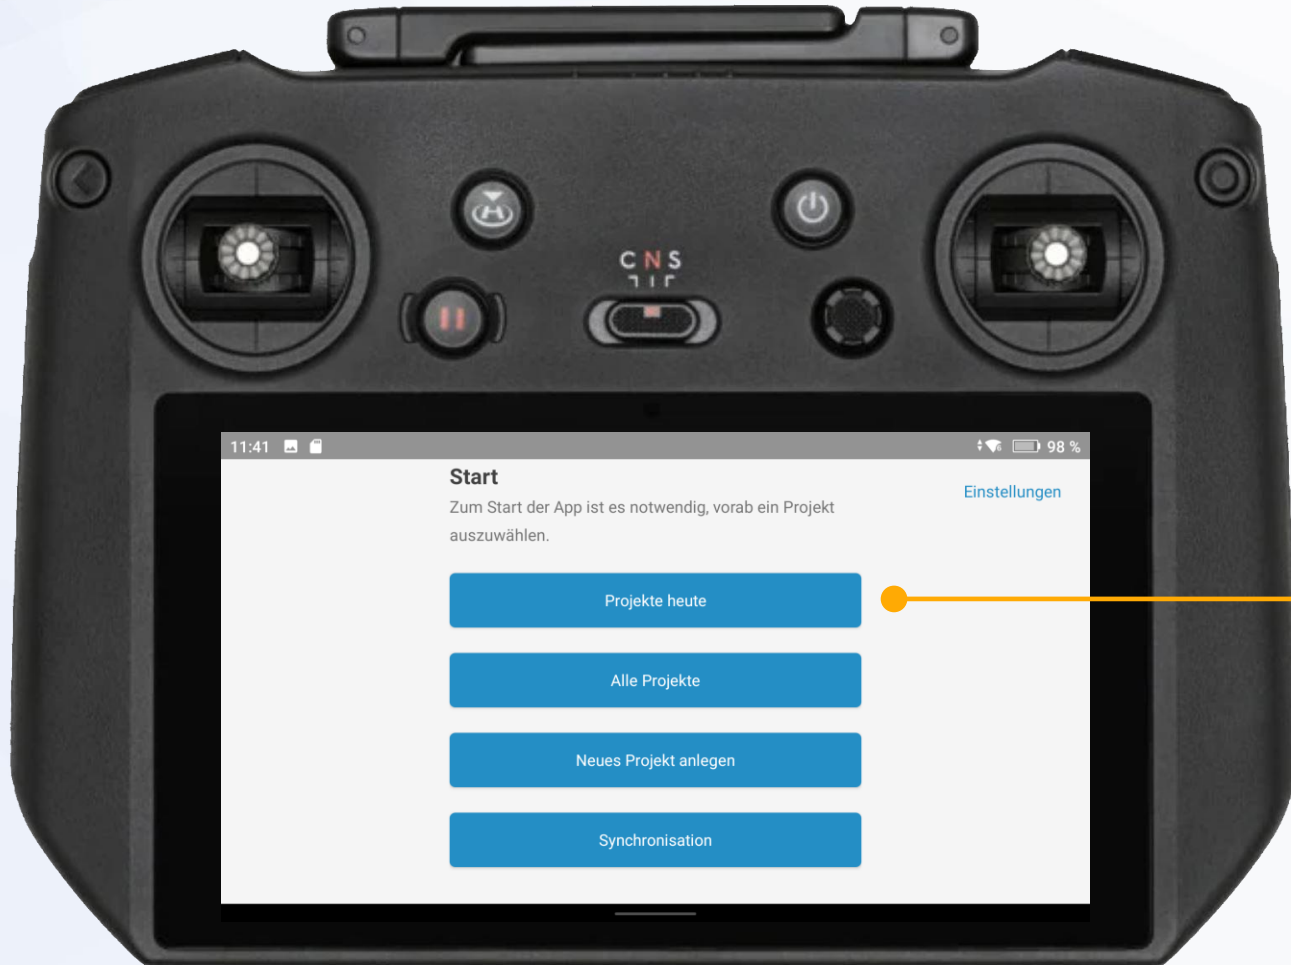 C N S
11:41
98 %
Start
Einstellungen
Zum Start der App ist es notwendig, vorab ein Projekt
auszuwählen.
Projekte heute
Alle Projekte
Neues Projekt anlegen
Synchronisation